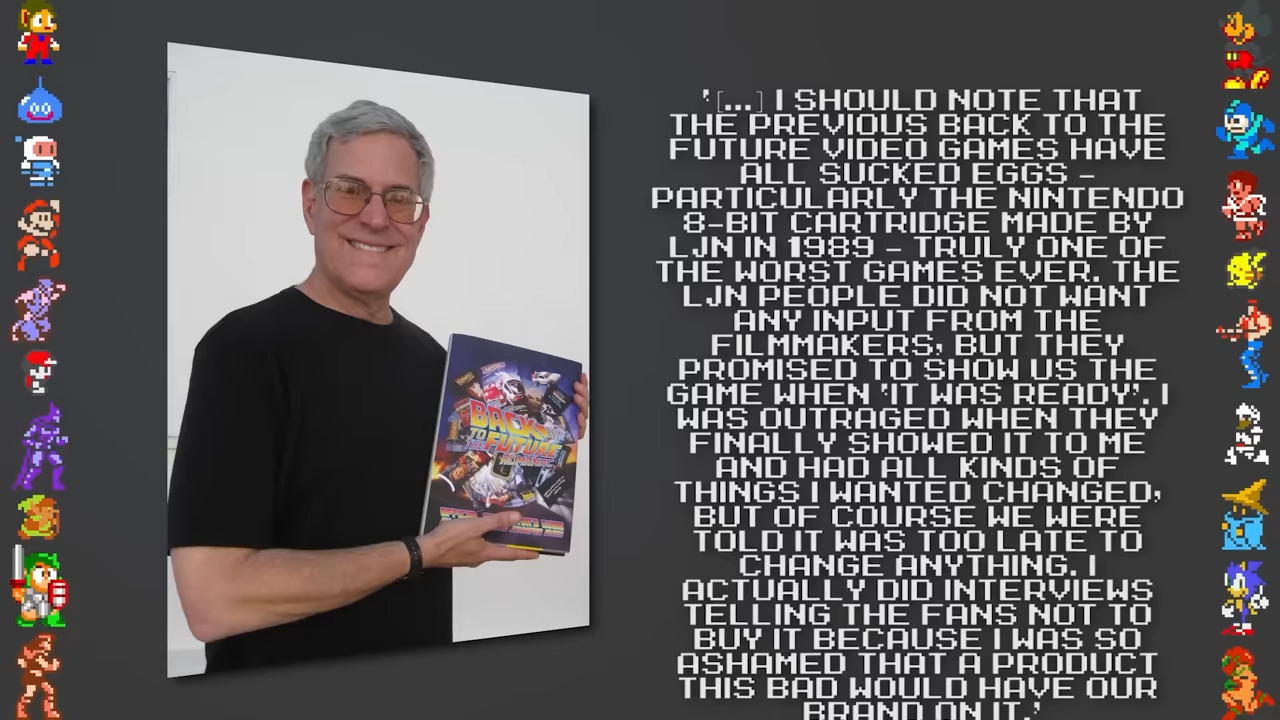 '[...] I SHOULD NOTE THAT
THE PREVIOUS BACK TO THE
FUTURE VIDEO GAMES HAVE
ALL SUCKED EGGS -
PARTICULARLY THE NINTENDO
8-BIT CARTRIDGE MADE BY
LJN IN 1989 - TRULY ONE OF
THE WORST GAMES EVER. THE
LJN PEOPLE DID NOT WANT
ANY INPUT FROM THE
FILMMAKERS, BUT THEY
PROMISED TO SHOW US THE
GAME WHEN 'IT WAS READY'. I
WAS OUTRAGED WHEN THEY
FINALLY SHOWED IT TO ME
AND HAD ALL KINDS OF
THINGS I WANTED CHANGED,
BUT OF COURSE WE WERE
TOLD IT WAS TOO LATE TO
CHANGE ANYTHING. I
ACTUALLY DID INTERVIEWS
TELLING THE FANS NOT TO
BUY IT BECAUSE I WAS SO
ASHAMED THAT A PRODUCT
THIS BAD WOULD HAVE OUR
BRAND ON IT.'
BACK
TO THE
FUTURE